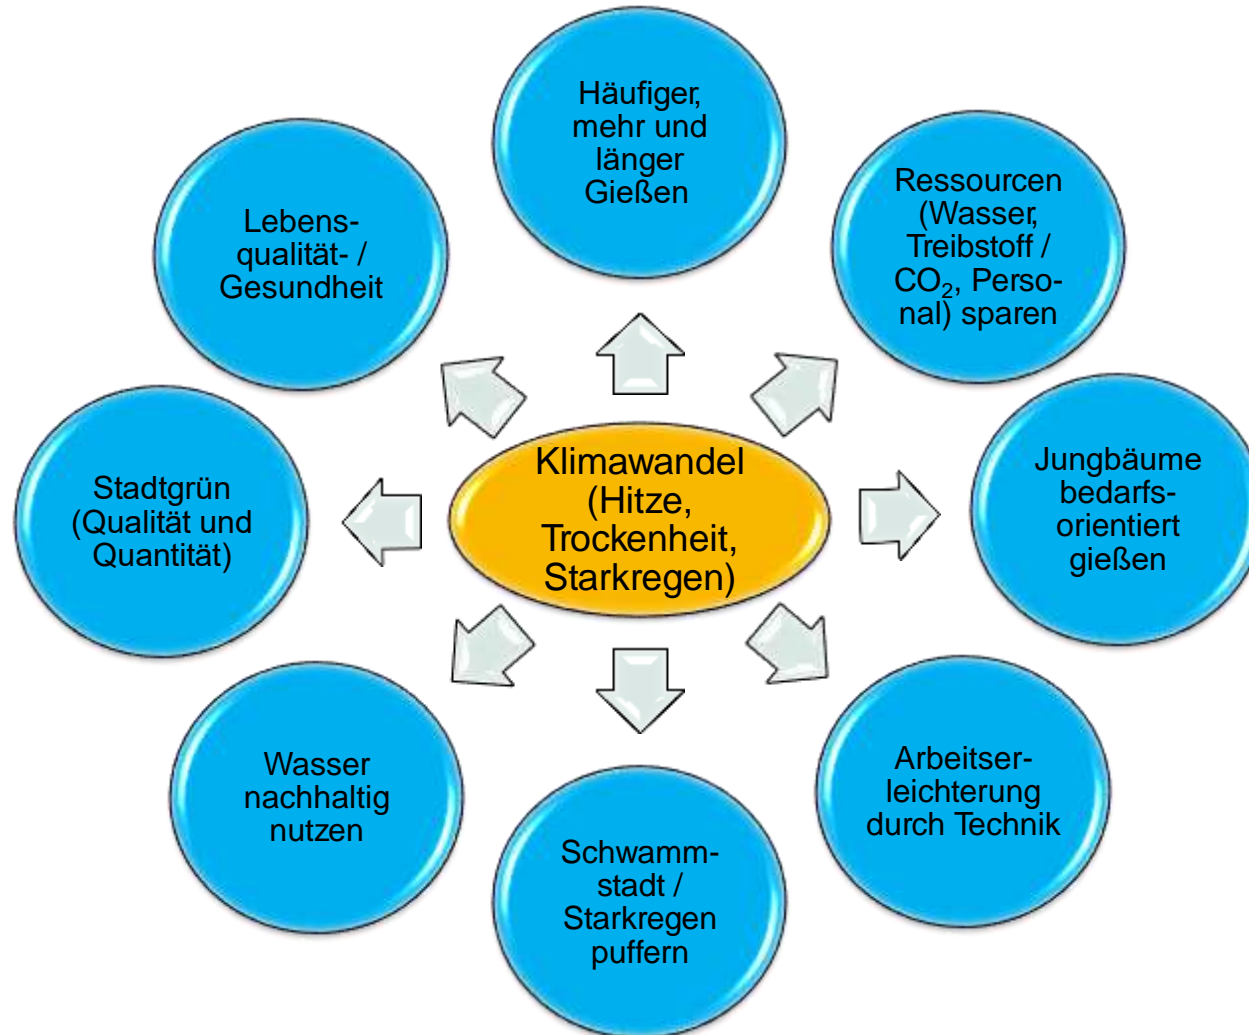 Häufiger,
mehr und
länger
Gießen
Ressourcen
(Wasser,
Treibstoff /
CO₂, Perso-
nal) sparen
Jungbäume
bedarfs-
orientiert
gießen
Arbeitser-
leichterung
durch Technik
Schwamm-
stadt /
Starkregen
puffern
Wasser
nachhaltig
nutzen
Stadtgrün
(Qualität und
Quantität)
Lebens-
qualität- /
Gesundheit
Klimawandel
(Hitze,
Trockenheit,
Starkregen)